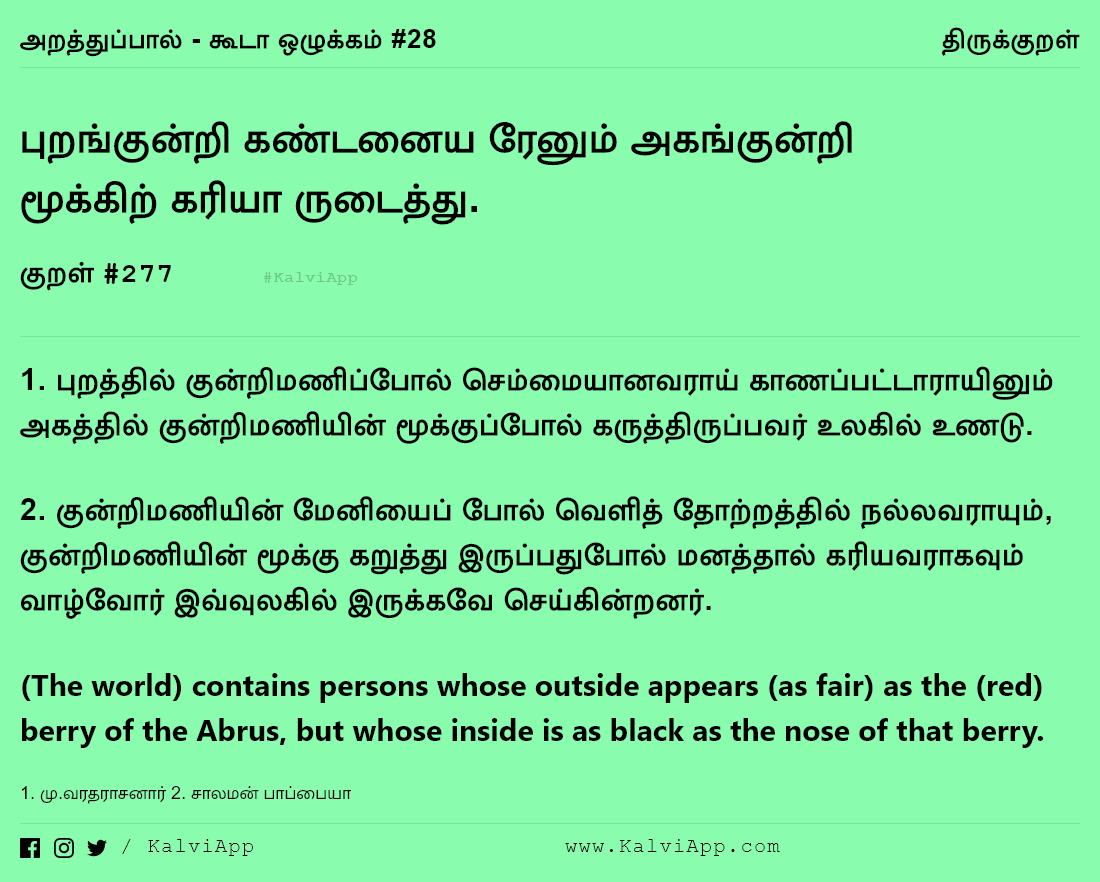 அறத்துப்பால் - கூடா ஒழுக்கம் #28 திருக்குறள்
புறங்குன்றி கண்டனைய ரேனும் அகங்குன்றி
மூக்கிற் கரியா ருடைத்து.
குறள் #277 #KalviApp
1. புறத்தில் குன்றிமணிப்போல் செம்மையானவராய் காணப்பட்டாராயினும்
அகத்தில் குன்றிமணியின் மூக்குப்போல் கருத்திருப்பவர் உலகில் உணடு.
2. குன்றிமணியின் மேனியைப் போல் வெளித் தோற்றத்தில் நல்லவராயும்,
குன்றிமணியின் மூக்கு கறுத்து இருப்பதுபோல் மனத்தால் கரியவராகவும்
வாழ்வோர் இவ்வுலகில் இருக்கவே செய்கின்றனர்.
(The world) contains persons whose outside appears (as fair) as the (red)
berry of the Abrus, but whose inside is as black as the nose of that berry.
1. மு.வரதராசனார் 2. சாலமன் பாப்பையா
/ KalviApp www.KalviApp.com